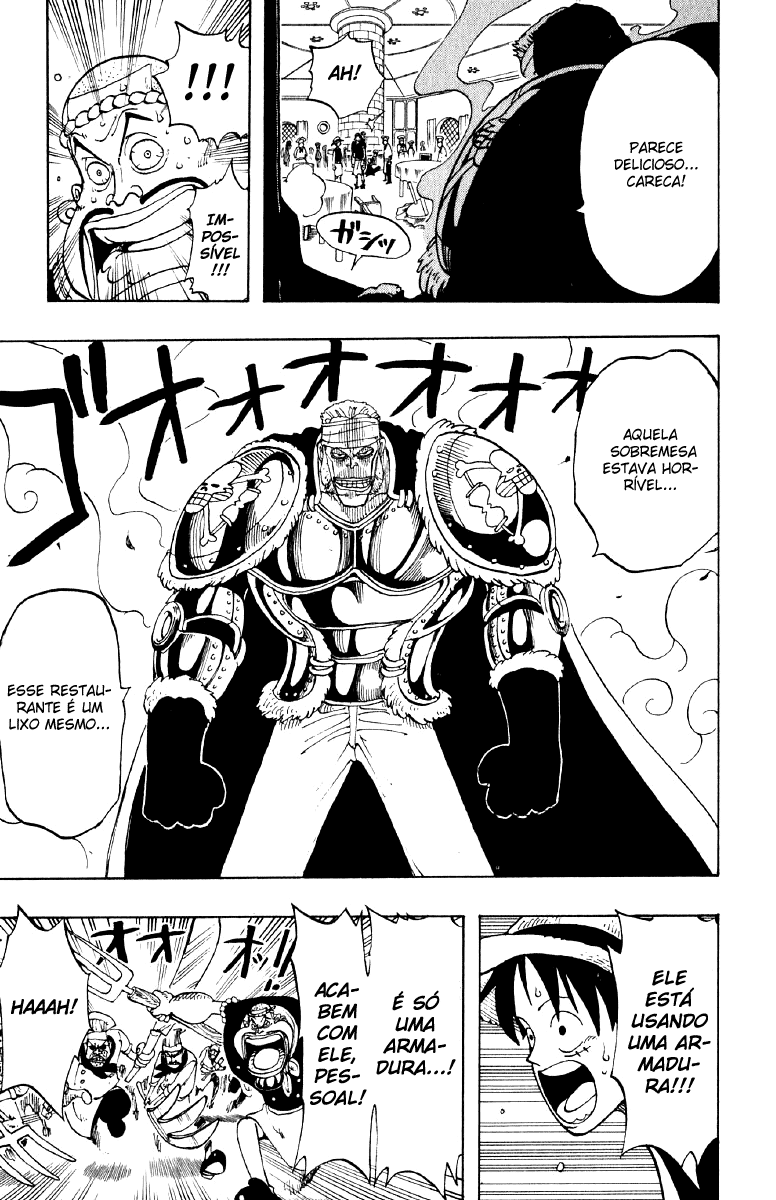 PARECE
DELICIOSO...
CARECA!
AH!
ガシッ
!!!
IM-
POS-
SÍVEL
!!!
AQUELA
SOBREMESA
ESTAVA HOR-
RÍVEL...
ゴオオオオオオ
ESSE RESTAU-
RANTE É UM
LIXO MESMO...
ELE
ESTÁ
USANDO
UMA AR-
MADU-
RA!!!
É SÓ
UMA
ARMA-
DURA...!
ACA-
BEM
COM
ELE,
PES-
SOAL!
オオッ!!
HAAAH!